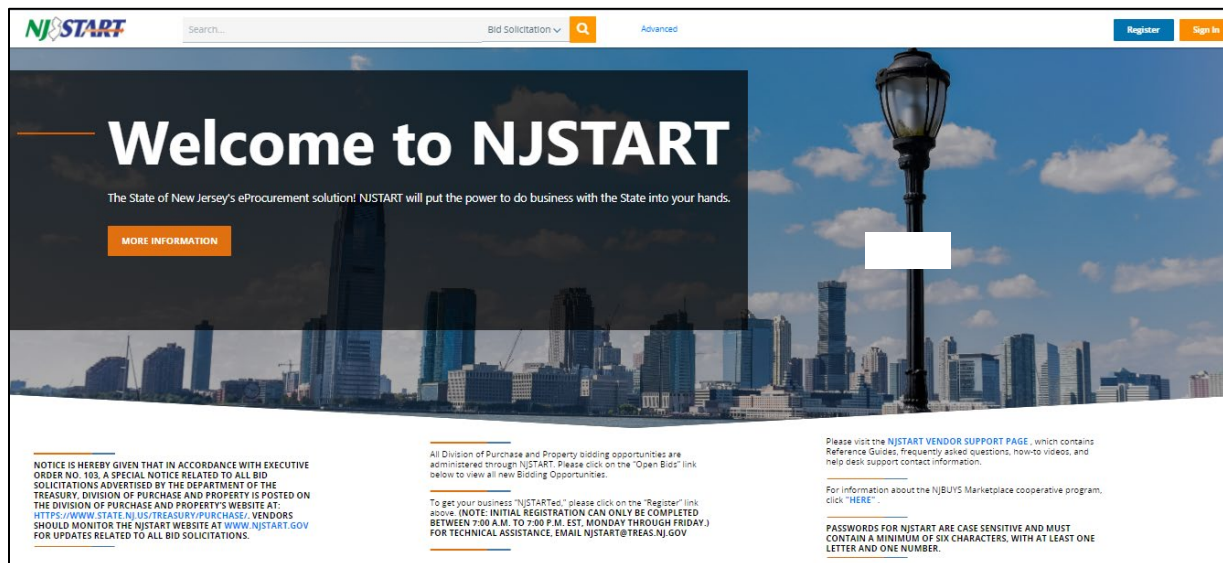 NJSTART
Search...
Bid Solicitation
Advanced
Register
Sign In
Welcome to NJSTART
The State of New Jersey's eProcurement solution! NJSTART will put the power to do business with the State into your hands.
MORE INFORMATION
NOTICE IS HEREBY GIVEN THAT IN ACCORDANCE WITH EXECUTIVE
ORDER NO. 103, A SPECIAL NOTICE RELATED TO ALL BID
SOLICITATIONS ADVERTISED BY THE DEPARTMENT OF THE
TREASURY, DIVISION OF PURCHASE AND PROPERTY IS POSTED ON
THE DIVISION OF PURCHASE AND PROPERTY'S WEBSITE AT:
HTTPS://WWW.STATE.NJ.US/TREASURY/PURCHASE/. VENDORS
SHOULD MONITOR THE NJSTART WEBSITE AT WWW.NJSTART.GOV
FOR UPDATES RELATED TO ALL BID SOLICITATIONS.
All Division of Purchase and Property bidding opportunities are
administered through NJSTART. Please click on the "Open Bids" link
below to view all new Bidding Opportunities.
To get your business "NJSTARTed," please click on the "Register" link
above. (NOTE: INITIAL REGISTRATION CAN ONLY BE COMPLETED
BETWEEN 7:00 A.M. TO 7:00 P.M. EST, MONDAY THROUGH FRIDAY.)
FOR TECHNICAL ASSISTANCE, EMAIL NJSTART@TREAS.NJ.GOV
Please visit the NJSTART VENDOR SUPPORT PAGE , which contains
Reference Guides, frequently asked questions, how-to videos, and
help desk support contact information.
For information about the NJBUYS Marketplace cooperative program,
click "HERE" .
PASSWORDS FOR NJSTART ARE CASE SENSITIVE AND MUST
CONTAIN A MINIMUM OF SIX CHARACTERS, WITH AT LEAST ONE
LETTER AND ONE NUMBER.